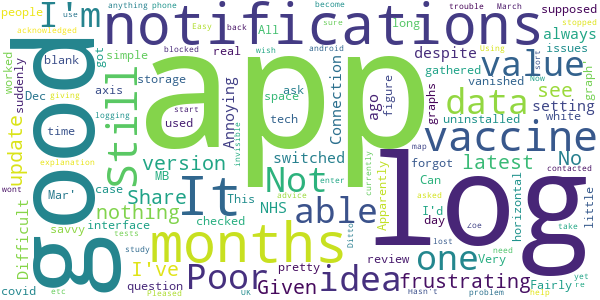 I'm notifications
good app log
Still It Not able
months Poor idea one
value data vaccine
No see always supposed
despite issues people
All long trouble March
anything phone become
Easy use back sure
acknowledged Using stopped
blocked wish android
real gathered vanished graph'
suddenly simple storage ask Connection figure
axis got used space tech ago graphs setting white
blank worked Dec Annoying start Now
time logging giving sort
update version switched uninstalled latest
explanation invisible horizontally
wont case MB nothing Share NHS checked This I'd forgot Can map contacted
Mar' savvy interface tests review day little
Difficult question pretty Given frustrating Fairly
I've Apparently currently advice asked enter
covid study etc Pleased UK Ditto lost Hasn't
Very need Zoe take yet re
problem help